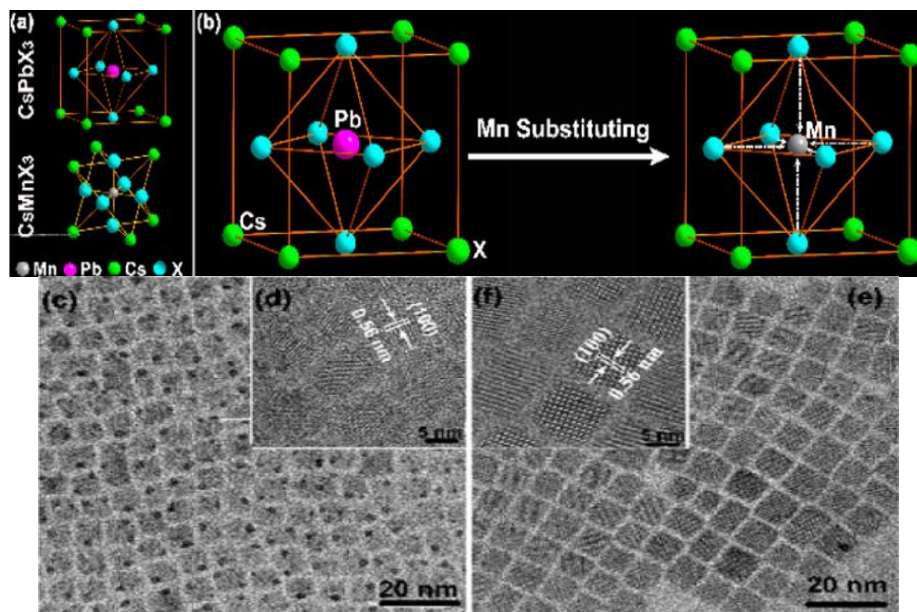 (a)
CsPbX3
CsMnX3
Mn Pb Cs X
(b)
Pb
Cs
X
Mn Substituting
Mn
(c)
(d)
(100)
0.56 nm
5 nm
20 nm
(f)
(100)
0.56 nm
5 nm
(e)
20 nm